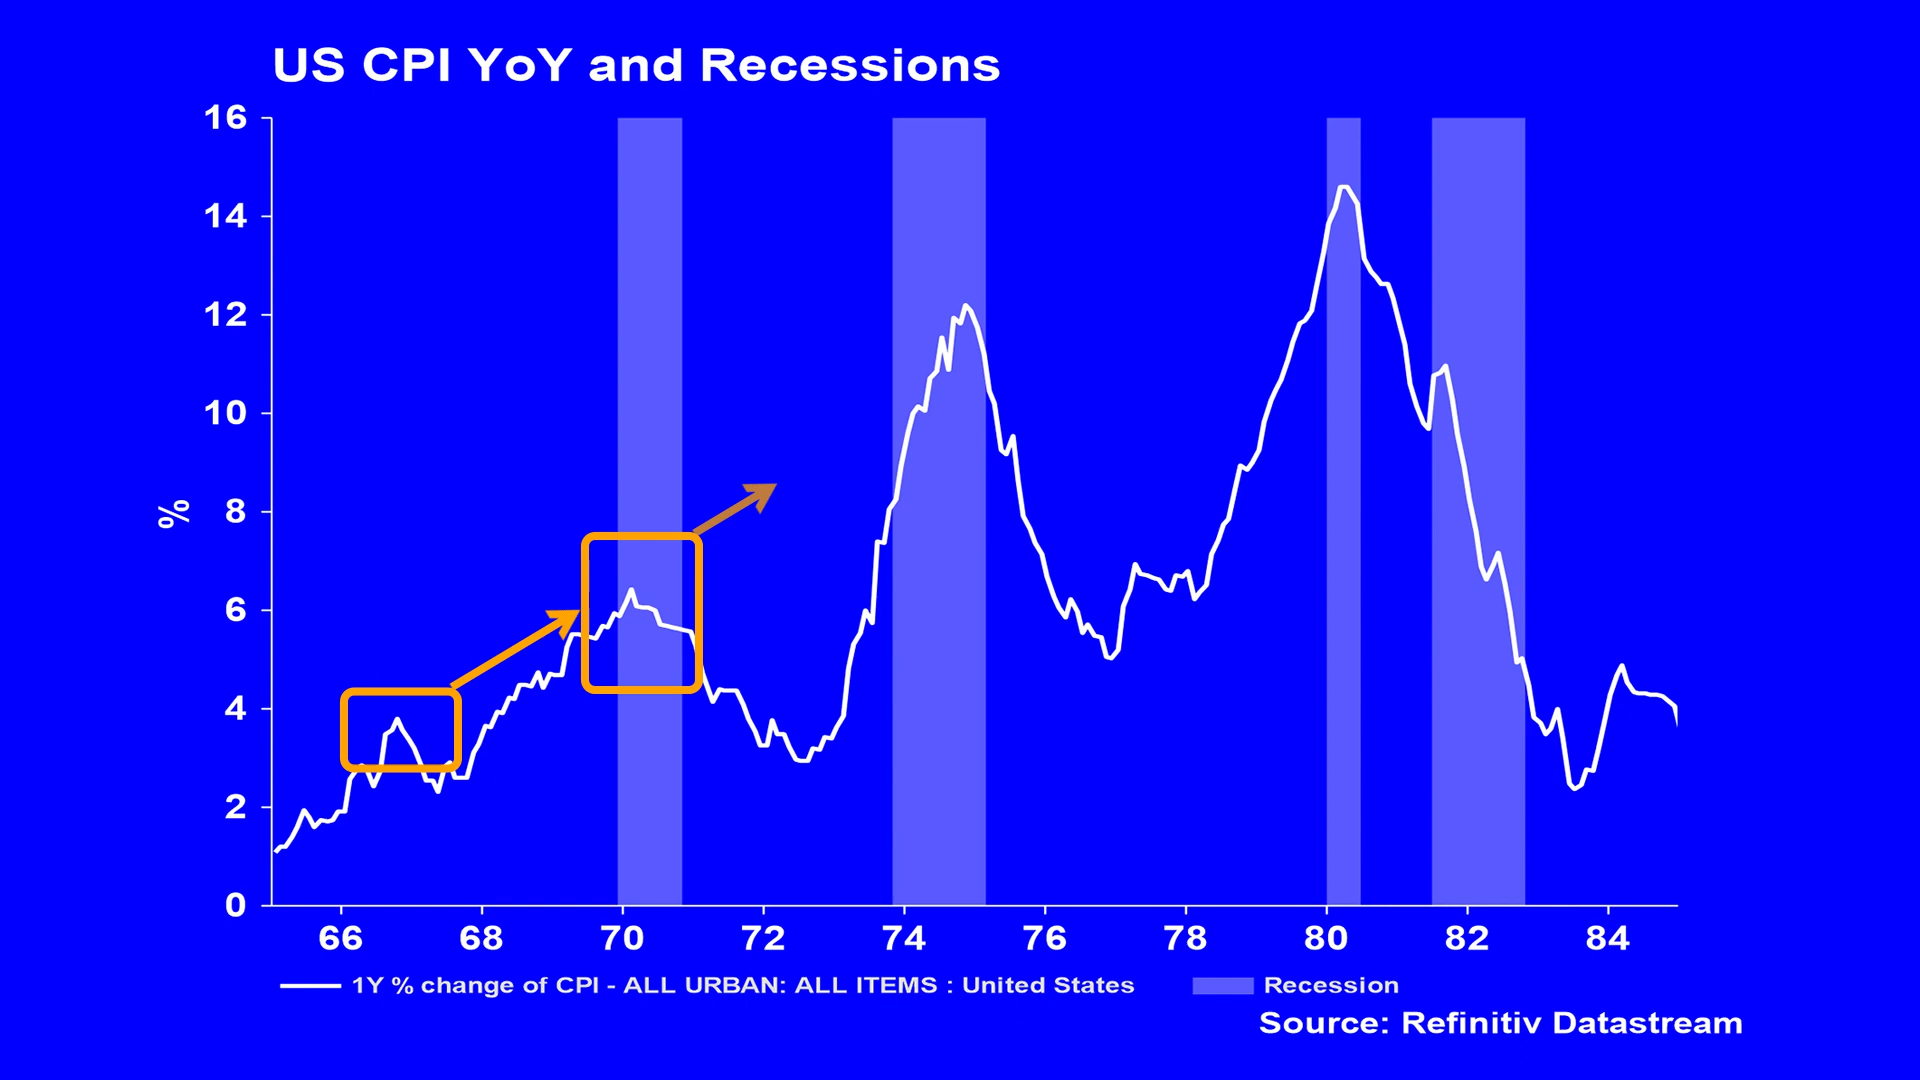 US CPI YoY and Recessions
16
14
12
10
8
6
4
2
0
%
66 68 70 72 74 76 78 80 82 84
1Y % change of CPI - ALL URBAN: ALL ITEMS : United States Recession
Source: Refinitiv Datastream